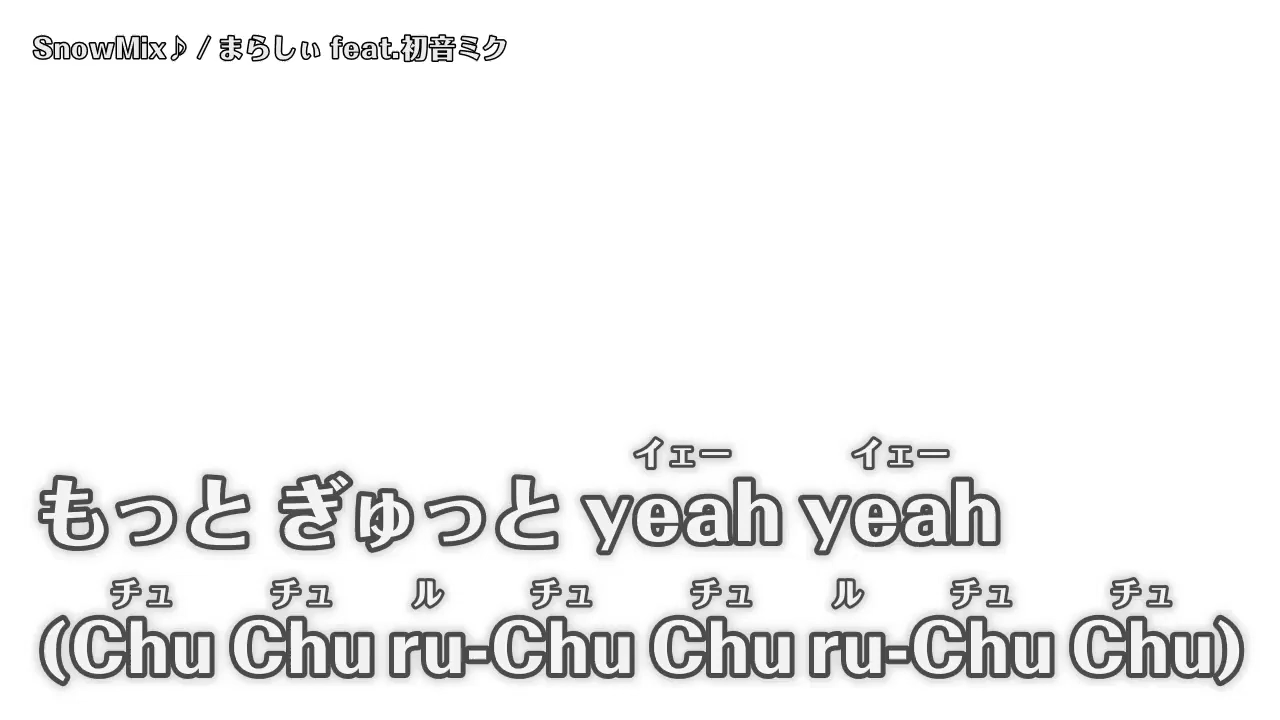 SnowMix♪ / まらしぃ feat.初音ミク
イェー イェー
もっと ぎゅっと yeah yeah
チュ チュ ル チュ チュ ル チュ チュ
(Chu Chu ru-Chu Chu ru-Chu Chu)